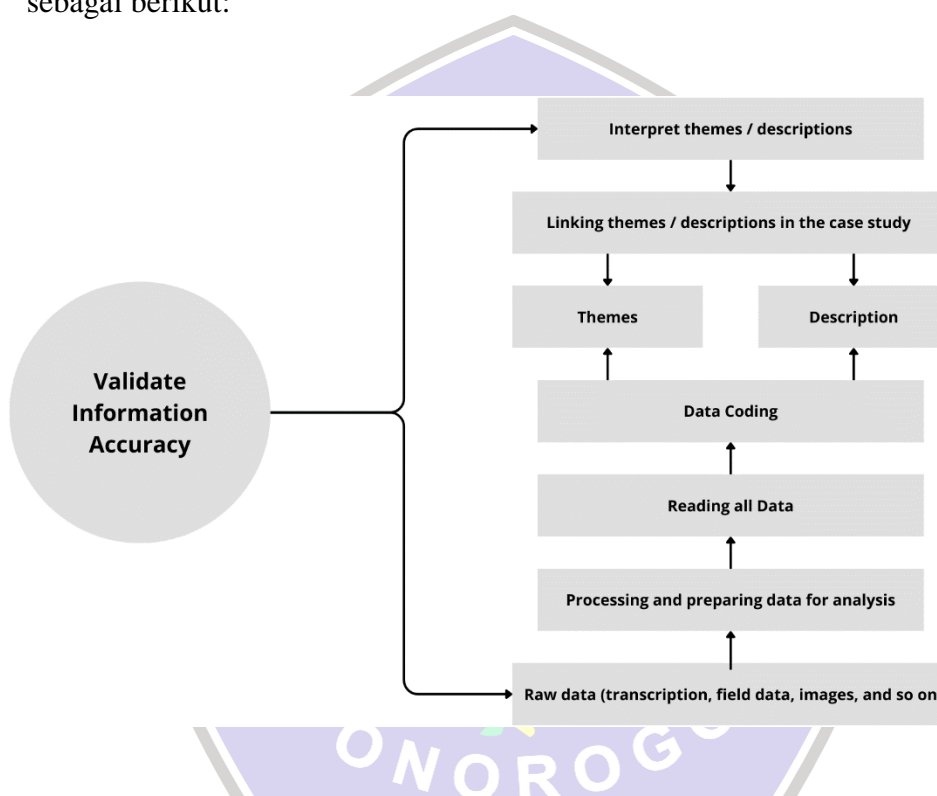 sebagai berikut:
Interpret themes / descriptions
Linking themes / descriptions in the case study
Themes
Description
Validate
Information
Accuracy
Data Coding
Reading all Data
Processing and preparing data for analysis
Raw data (transcription, field data, images, and so on
ONOROGO